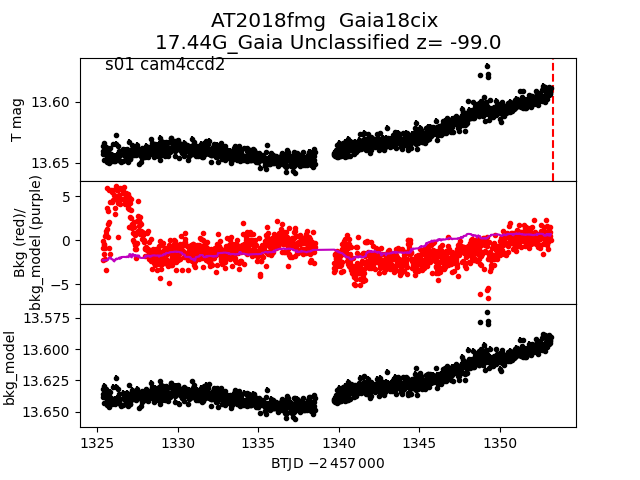 AT2018fmg  Gaia18cix
17.44G_Gaia Unclassified z= -99.0
s01 cam4ccd2
T mag
13.60
13.65
Bkg (red)/
bkg_model (purple)
5
0
−5
bkg_model
13.575
13.600
13.625
13.650
1325
1330
1335
1340
1345
1350
BTJD −2 457 000